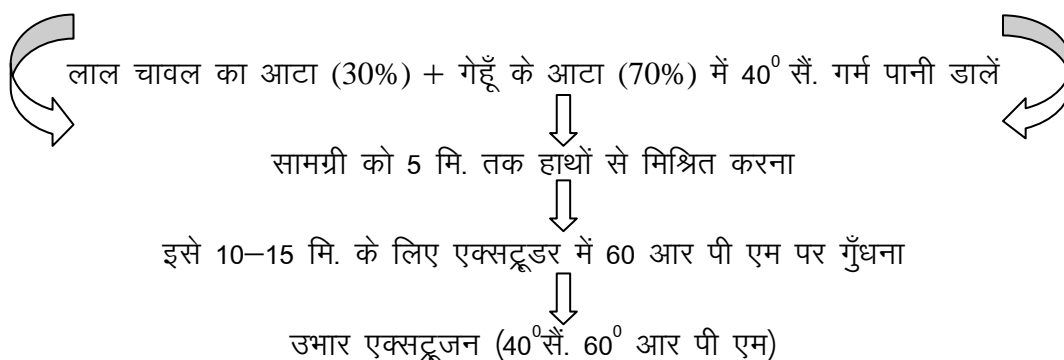 लाल चावल का आटा (30%) + गेहूँ के आटा (70%) में 40⁰ सैं. गर्म पानी डालें
सामग्री को 5 मि. तक हाथों से मिश्रित करना
इसे 10–15 मि. के लिए एक्सट्रूडर में 60 आर पी एम पर गुँधना
उभार एक्सट्रूजन (40⁰सैं. 60⁰ आर पी एम)